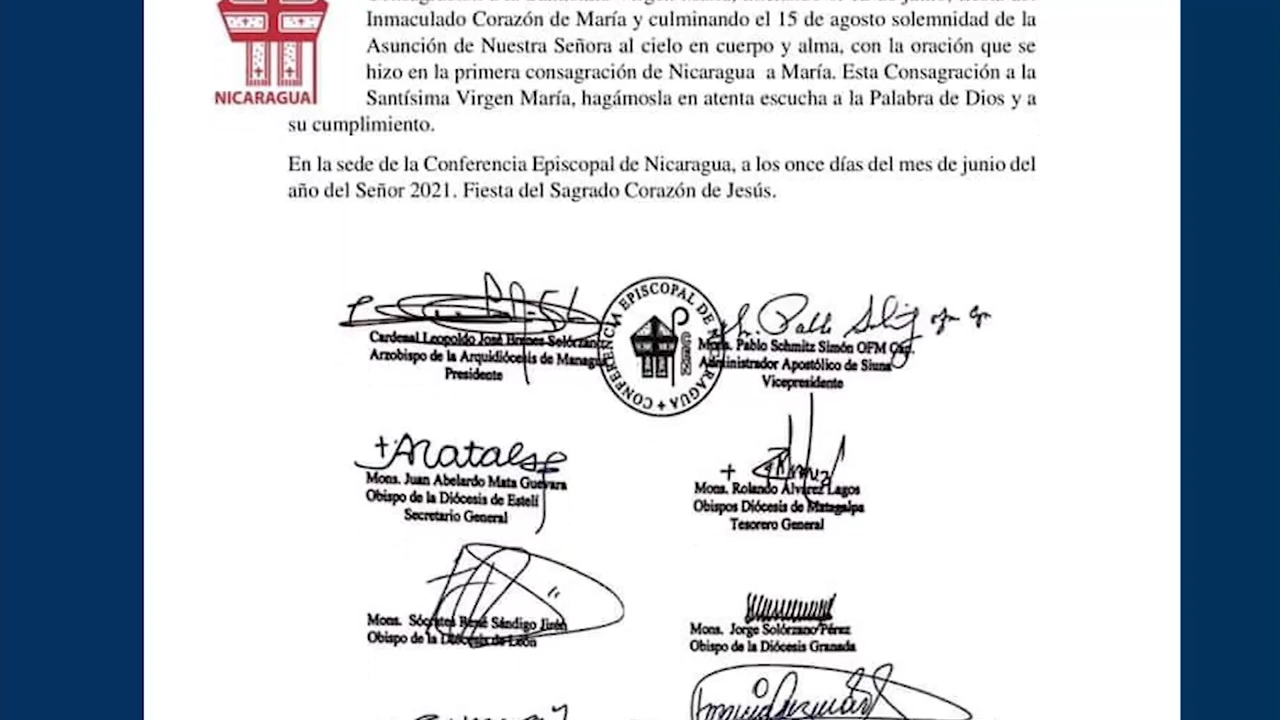 NICARAGUA
Inmaculado Corazón de María y culminando el 15 de agosto solemnidad de la
Asunción de Nuestra Señora al cielo en cuerpo y alma, con la oración que se
hizo en la primera consagración de Nicaragua a María. Esta Consagración a la
Santísima Virgen María, hagámosla en atenta escucha a la Palabra de Dios y a
su cumplimiento.
En la sede de la Conferencia Episcopal de Nicaragua, a los once días del mes de junio del
año del Señor 2021. Fiesta del Sagrado Corazón de Jesús.
CONFERENCIA EPISCOPAL DE NICARAGUA
Cardenal Leopoldo José Brenes Solórzano
Arzobispo de la Arquidiócesis de Managua
Presidente
Pablo
Mons. Pablo Schmitz Simón OFM Cap.
Administrador Apostólico de Siuna
Vicepresidente
Mons. Juan Abelardo Mata Guevara
Obispo de la Diócesis de Estelí
Secretario General
Mons. Rolando Álvarez Lagos
Obispos Diócesis de Matagalpa
Tesorero General
Mons. Sócrates René Sándigo Jirón
Obispo de la Diócesis de León
Mons. Jorge Solórzano Pérez
Obispo de la Diócesis Granada